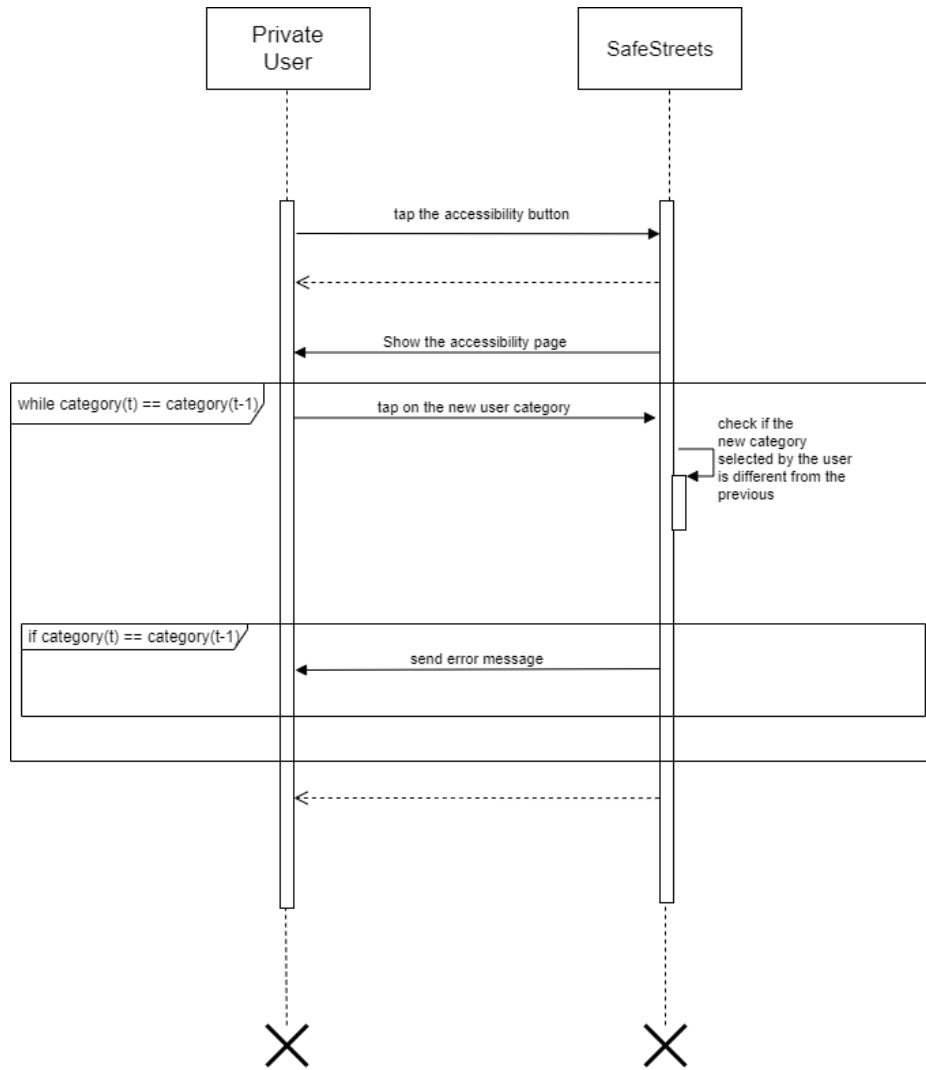 Private
User
SafeStreets
tap the accessibility button
Show the accessibility page
while category(t) == category(t-1)
tap on the new user category
check if the
new category
selected by the user
is different from the
previous
if category(t) == category(t-1)
send error message